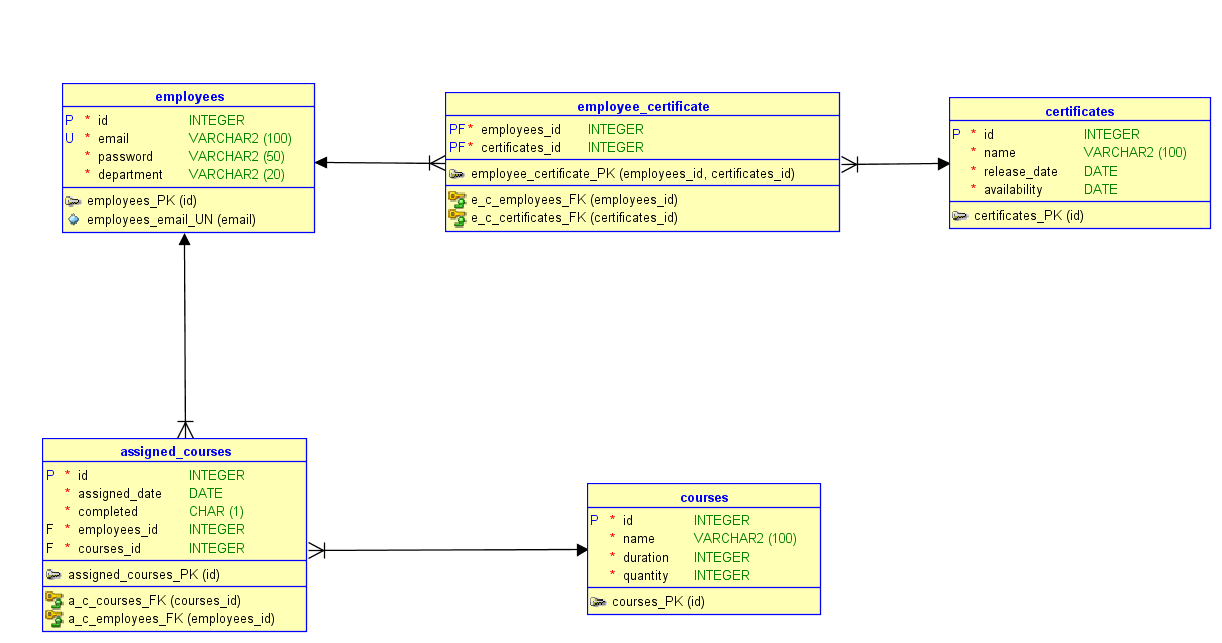 employees
P * id INTEGER
U * email VARCHAR2 (100)
* password VARCHAR2 (50)
* department VARCHAR2 (20)
employees_PK (id)
employees_email_UN (email)
employee_certificate
PF* employees_id INTEGER
PF* certificates_id INTEGER
employee_certificate_PK (employees_id, certificates_id)
e_c_employees_FK (employees_id)
e_c_certificates_FK (certificates_id)
certificates
P * id INTEGER
* name VARCHAR2 (100)
* release_date DATE
* availability DATE
certificates_PK (id)
assigned_courses
P * id INTEGER
* assigned_date DATE
* completed CHAR (1)
F * employees_id INTEGER
F * courses_id INTEGER
assigned_courses_PK (id)
a_c_courses_FK (courses_id)
a_c_employees_FK (employees_id)
courses
P * id INTEGER
* name VARCHAR2 (100)
* duration INTEGER
* quantity INTEGER
courses_PK (id)